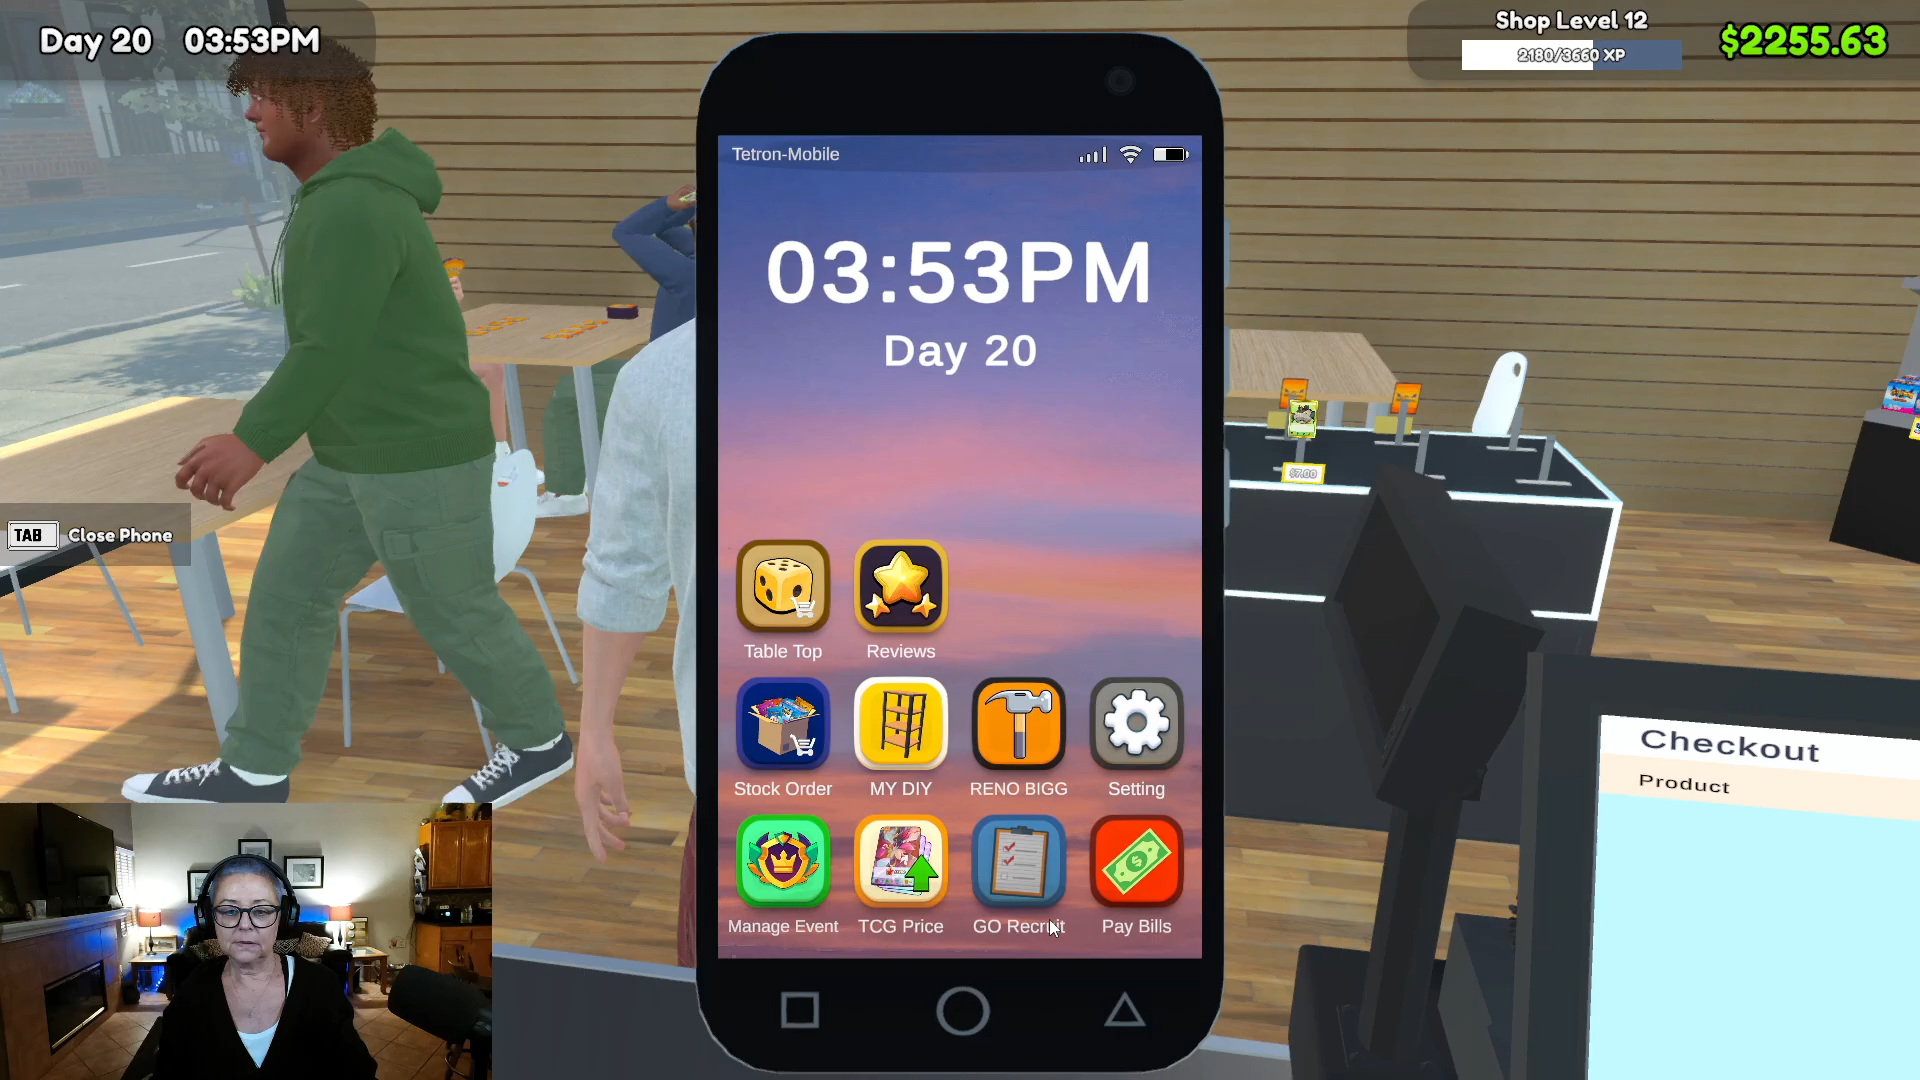 Day 20 03:53PM
Shop Level 12
2180/3660 XP
$2255.63
Tetron-Mobile
03:53PM
Day 20
TAB Close Phone
$7.00
Table Top
Reviews
Stock Order
MY DIY
RENO BIGG
Setting
Manage Event
TCG Price
GO Recruit
Pay Bills
Checkout
Product